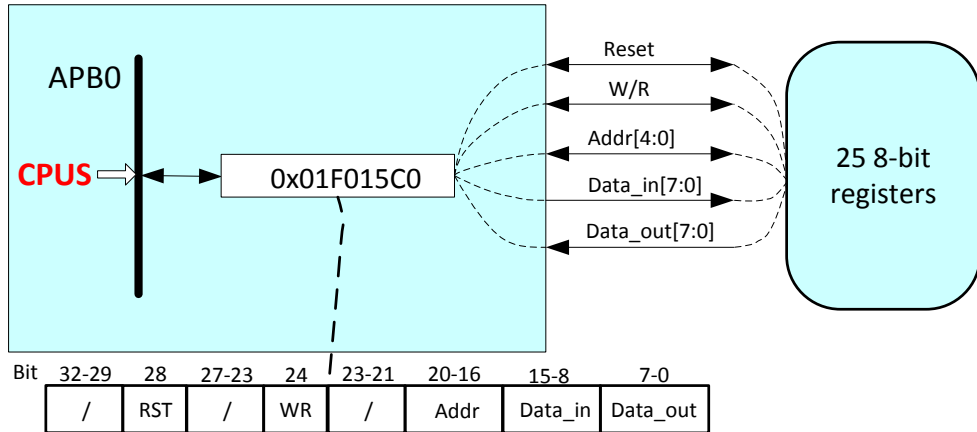 Reset
APB0
W/R
CPUS
0x01F015C0
Addr[4:0]
Data_in[7:0]
Data_out[7:0]
25 8-bit
registers
Bit 32-29 28 27-23 24 23-21 20-16 15-8 7-0
/ RST / WR / Addr Data_in Data_out